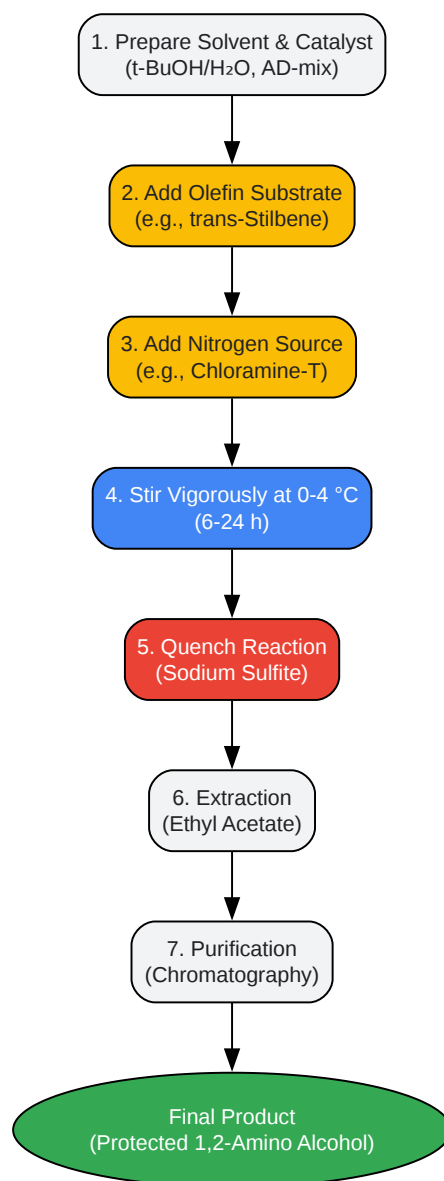 1. Prepare Solvent & Catalyst
(t-BuOH/H₂O, AD-mix)
2. Add Olefin Substrate
(e.g., trans-Stilbene)
3. Add Nitrogen Source
(e.g., Chloramine-T)
4. Stir Vigorously at 0-4 °C
(6-24 h)
5. Quench Reaction
(Sodium Sulfite)
6. Extraction
(Ethyl Acetate)
7. Purification
(Chromatography)
Final Product
(Protected 1,2-Amino Alcohol)